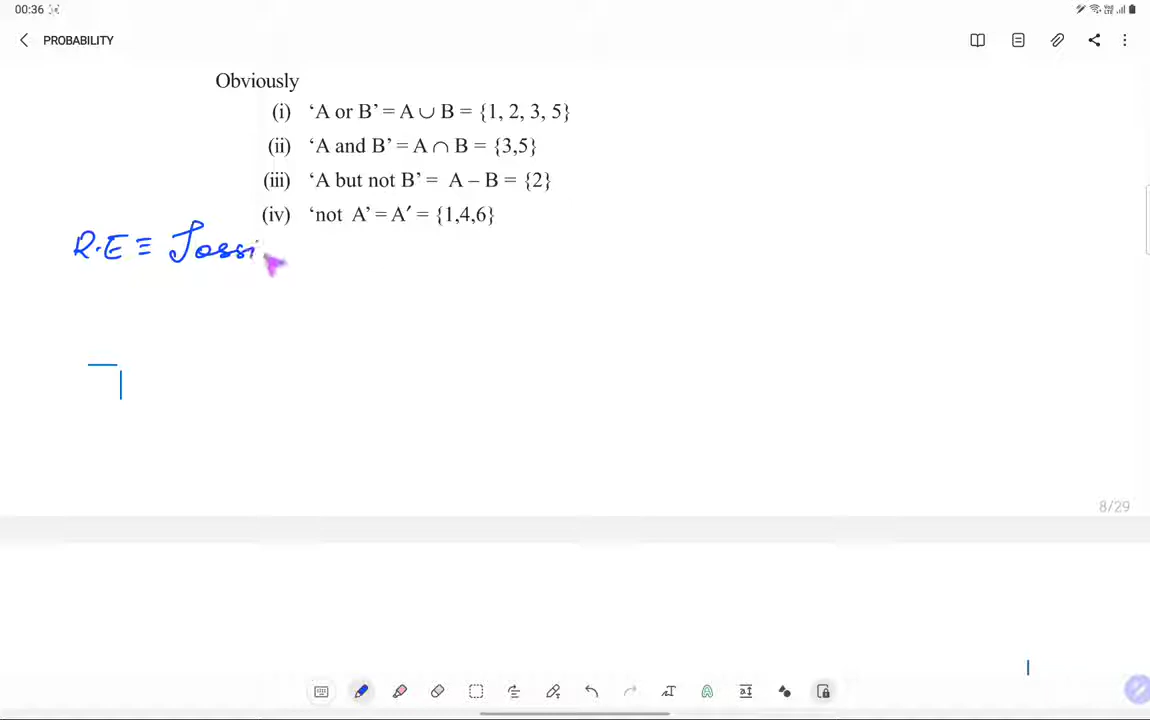 00:36
PROBABILITY
Obviously
(i) ‘A or B’ = A ∪ B = {1, 2, 3, 5}
(ii) ‘A and B’ = A ∩ B = {3,5}
(iii) ‘A but not B’ = A – B = {2}
(iv) ‘not A’ = A′ = {1,4,6}
R.E ≡ Jossi
8/29